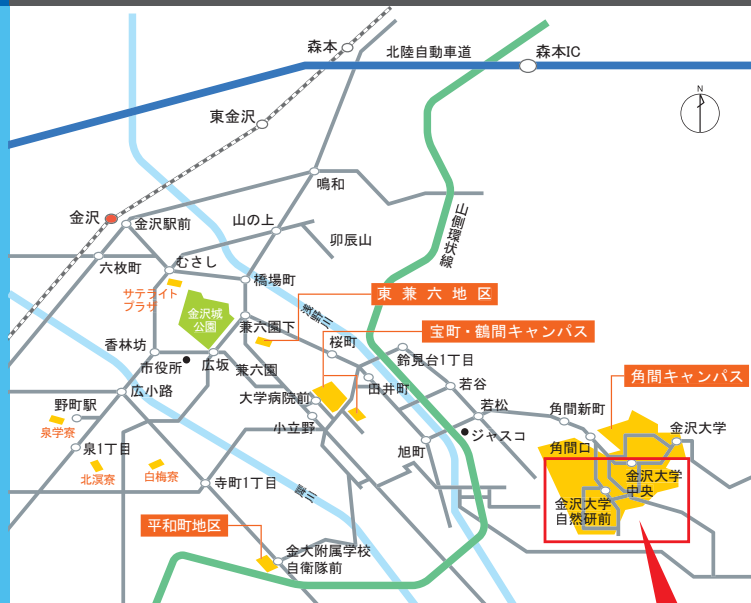 森本
北陸自動車道
森本IC
N
東金沢
鳴和
金沢
金沢駅前
山の上
卯辰山
山側環状線
六枚町
むさし
橋場町
サテライト
プラザ
金沢城
公園
東兼六地区
浅野川
兼六園下
宝町・鶴間キャンパス
桜町
鈴見台1丁目
香林坊
市役所
広坂
兼六園
田井町
若谷
角間キャンパス
広小路
大学病院前
若松
角間新町
金沢大学
野町駅
泉学寮
小立野
ジャスコ
旭町
角間口
泉1丁目
北溟寮
白梅寮
寺町1丁目
犀川
金沢大学
中央
金沢大学
自然研前
平和町地区
金大附属学校
自衛隊前